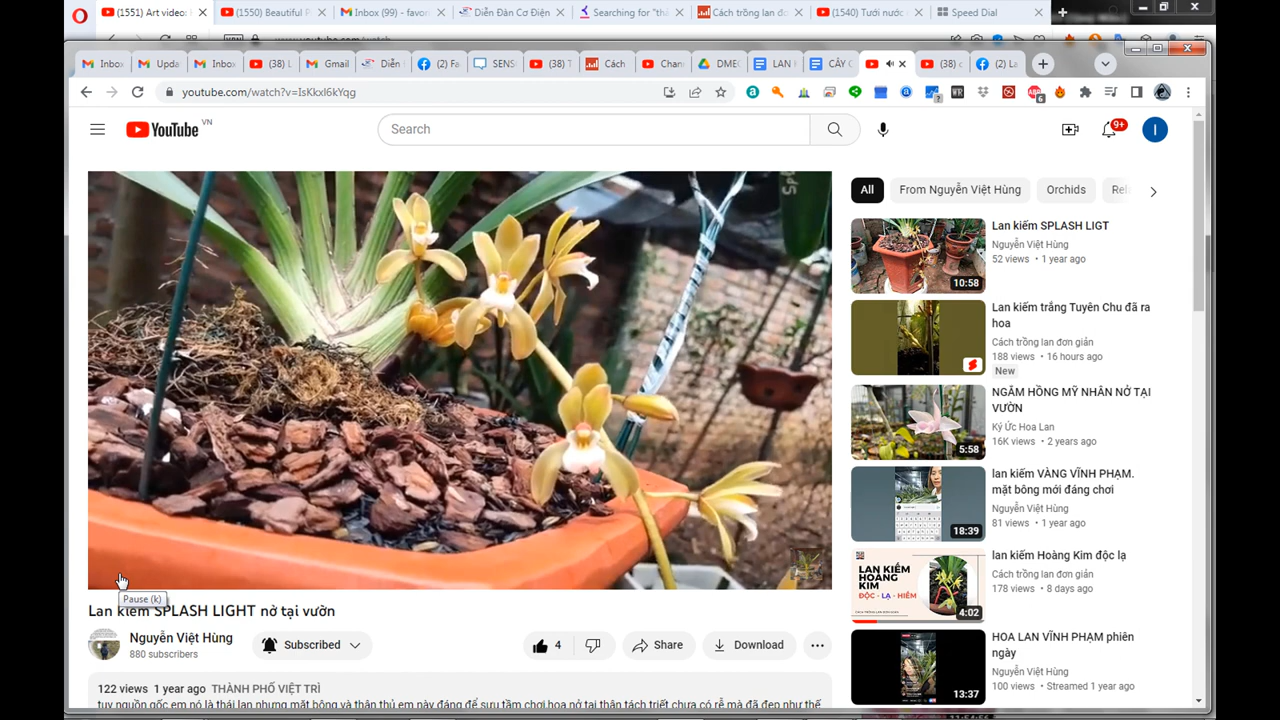 (1551) Art video:
(1550) Beautiful P
Inbox (99) - favor
Diễn Đàn Cơ Điện
Searching for "thá
Cách trồng lan đơ
(1540) Tưới nước
Speed Dial
Inbox
Upda
Inbox
(38) L
Gmail
Diễn
(2) Fa
SENS
(38) T
Cách
Chan
DMEC
LAN K
CÂY C
(38) c
(2) La
youtube.com/watch?v=IsKkxl6kYqg
YouTube VN
Search
9+
I
All
From Nguyễn Việt Hùng
Orchids
Pause (k)
Lan kiếm SPLASH LIGHT nở tại vườn
Nguyễn Việt Hùng
880 subscribers
Subscribed
4
Share
Download
122 views 1 year ago THÀNH PHỐ VIỆT TRÌ
Lan kiếm SPLASH LIGT
Nguyễn Việt Hùng
52 views • 1 year ago
10:58
Lan kiếm trắng Tuyên Chu đã ra
hoa
Cách trồng lan đơn giản
188 views • 16 hours ago
New
NGẮM HỒNG MỸ NHÂN NỞ TẠI
VƯỜN
Ký Ức Hoa Lan
16K views • 2 years ago
5:58
lan kiếm VÀNG VĨNH PHẠM.
mặt bông mới đáng chơi
Nguyễn Việt Hùng
81 views • 1 year ago
18:39
lan kiếm Hoàng Kim độc lạ
Cách trồng lan đơn giản
178 views • 8 days ago
LAN KIẾM
HOÀNG
KIM
ĐỘC - LẠ - HIẾM
4:02
HOA LAN VĨNH PHẠM phiên
ngày
Nguyễn Việt Hùng
100 views • Streamed 1 year ago
13:37